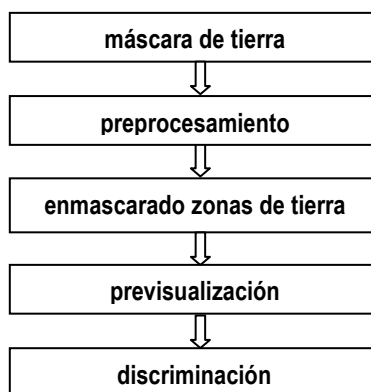 máscara de tierra
preprocesamiento
enmascarado zonas de tierra
previsualización
discriminación